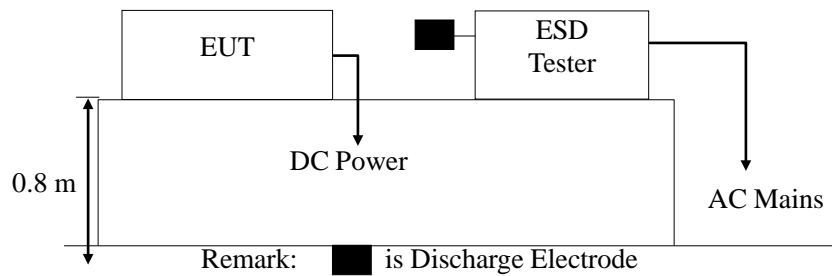 EUT
ESD
Tester
DC Power
0.8 m
AC Mains
Remark: is Discharge Electrode